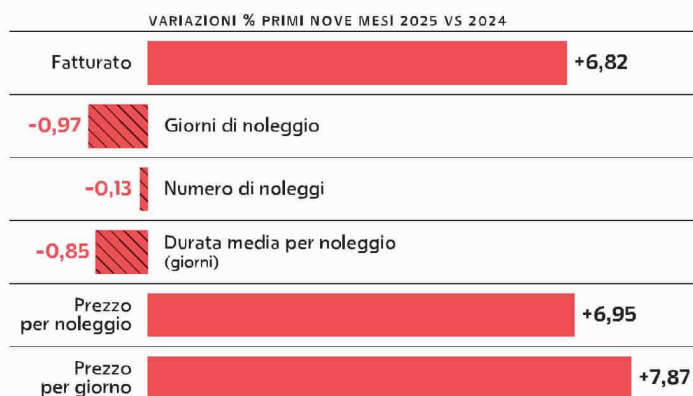 VARIAZIONI % PRIMI NOVE MESI 2025 VS 2024
Fatturato
+6,82
-0,97
Giorni di noleggio
-0,13
Numero di noleggi
-0,85
Durata media per noleggio
(giorni)
Prezzo
per noleggio
+6,95
Prezzo
per giorno
+7,87